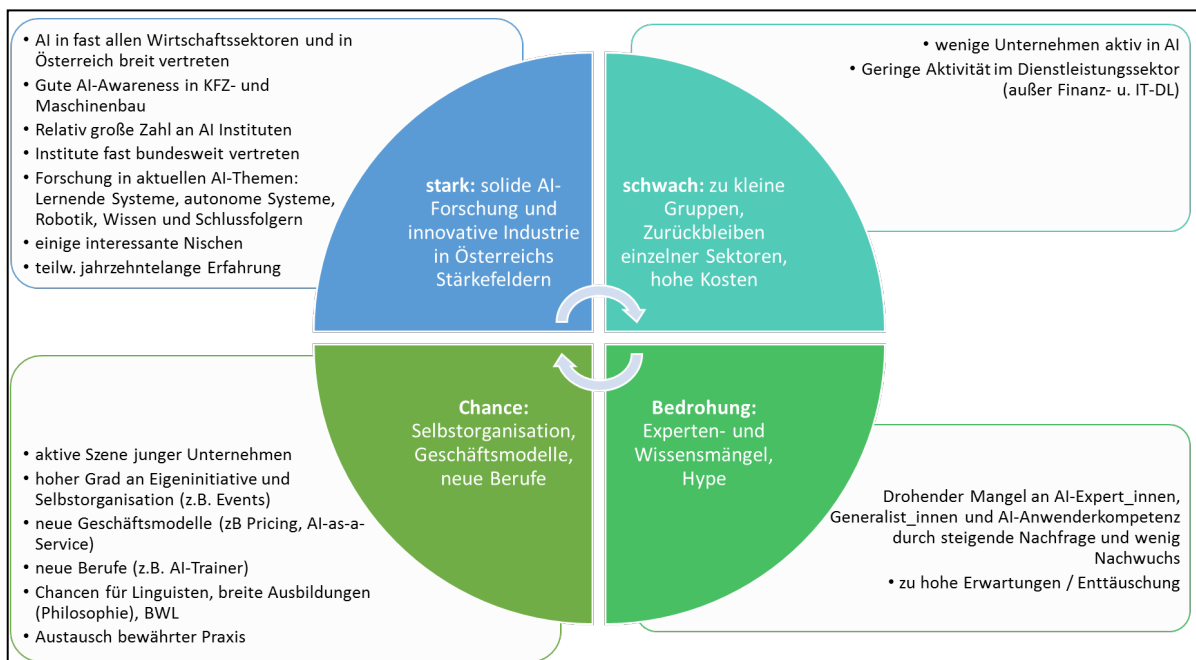 • AI in fast allen Wirtschaftssektoren und in
Österreich breit vertreten
• Gute AI-Awareness in KFZ- und
Maschinenbau
• Relativ große Zahl an AI Instituten
• Institute fast bundesweit vertreten
• Forschung in aktuellen AI-Themen:
Lernende Systeme, autonome Systeme,
Robotik, Wissen und Schlussfolgern
• einige interessante Nischen
• teilw. jahrzehntelange Erfahrung
stark: solide AI-
Forschung und
innovative Industrie
in Österreichs
Stärkefeldern
schwach: zu kleine
Gruppen,
Zurückbleiben
einzelner Sektoren,
hohe Kosten
• wenige Unternehmen aktiv in AI
• Geringe Aktivität im Dienstleistungssektor
(außer Finanz- u. IT-DL)
• aktive Szene junger Unternehmen
• hoher Grad an Eigeninitiative und
Selbstorganisation (z.B. Events)
• neue Geschäftsmodelle (zB Pricing, AI-as-a-
Service)
• neue Berufe (z.B. AI-Trainer)
• Chancen für Linguisten, breite Ausbildungen
(Philosophie), BWL
• Austausch bewährter Praxis
Chance:
Selbstorganisation,
Geschäftsmodelle,
neue Berufe
Bedrohung:
Experten- und
Wissensmängel,
Hype
Drohender Mangel an AI-Expert_innen,
Generalist_innen und AI-Anwenderkompetenz
durch steigende Nachfrage und wenig
Nachwuchs
• zu hohe Erwartungen / Enttäuschung